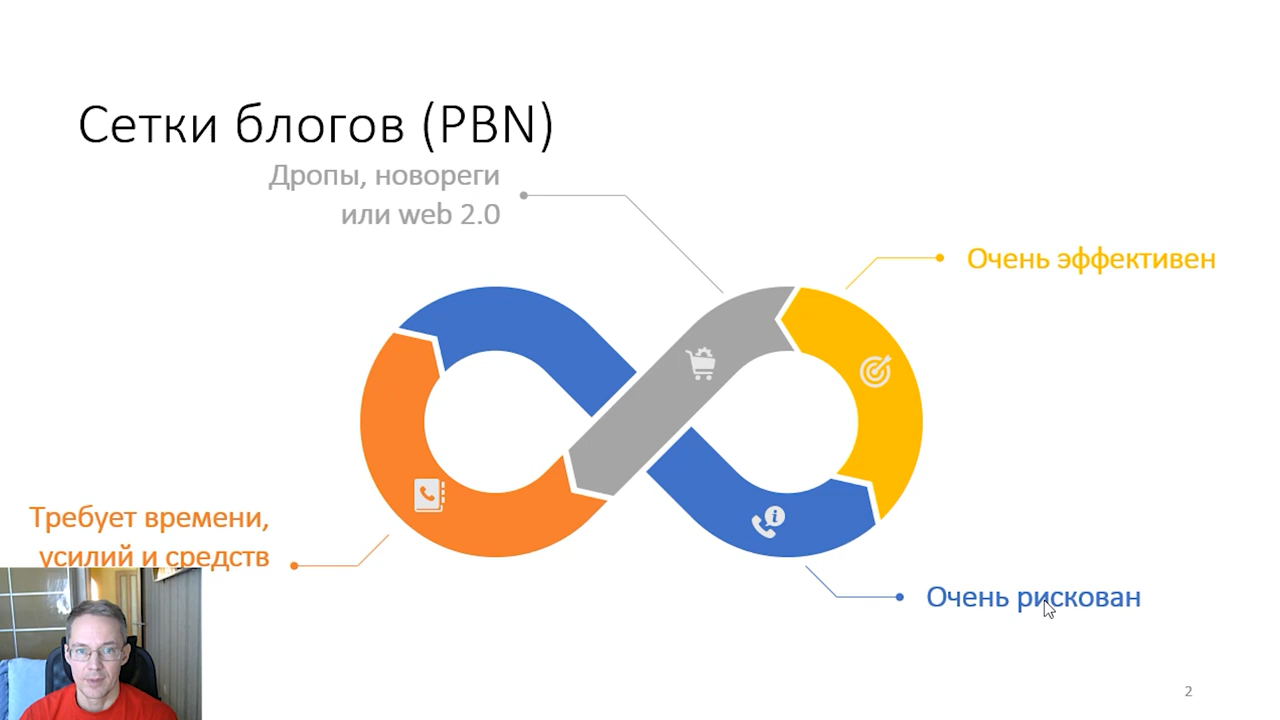 Сетки блогов (PBN)
Дропы, новореги
или web 2.0
Очень эффективен
Требует времени,
усилий и средств
Очень рискован
2